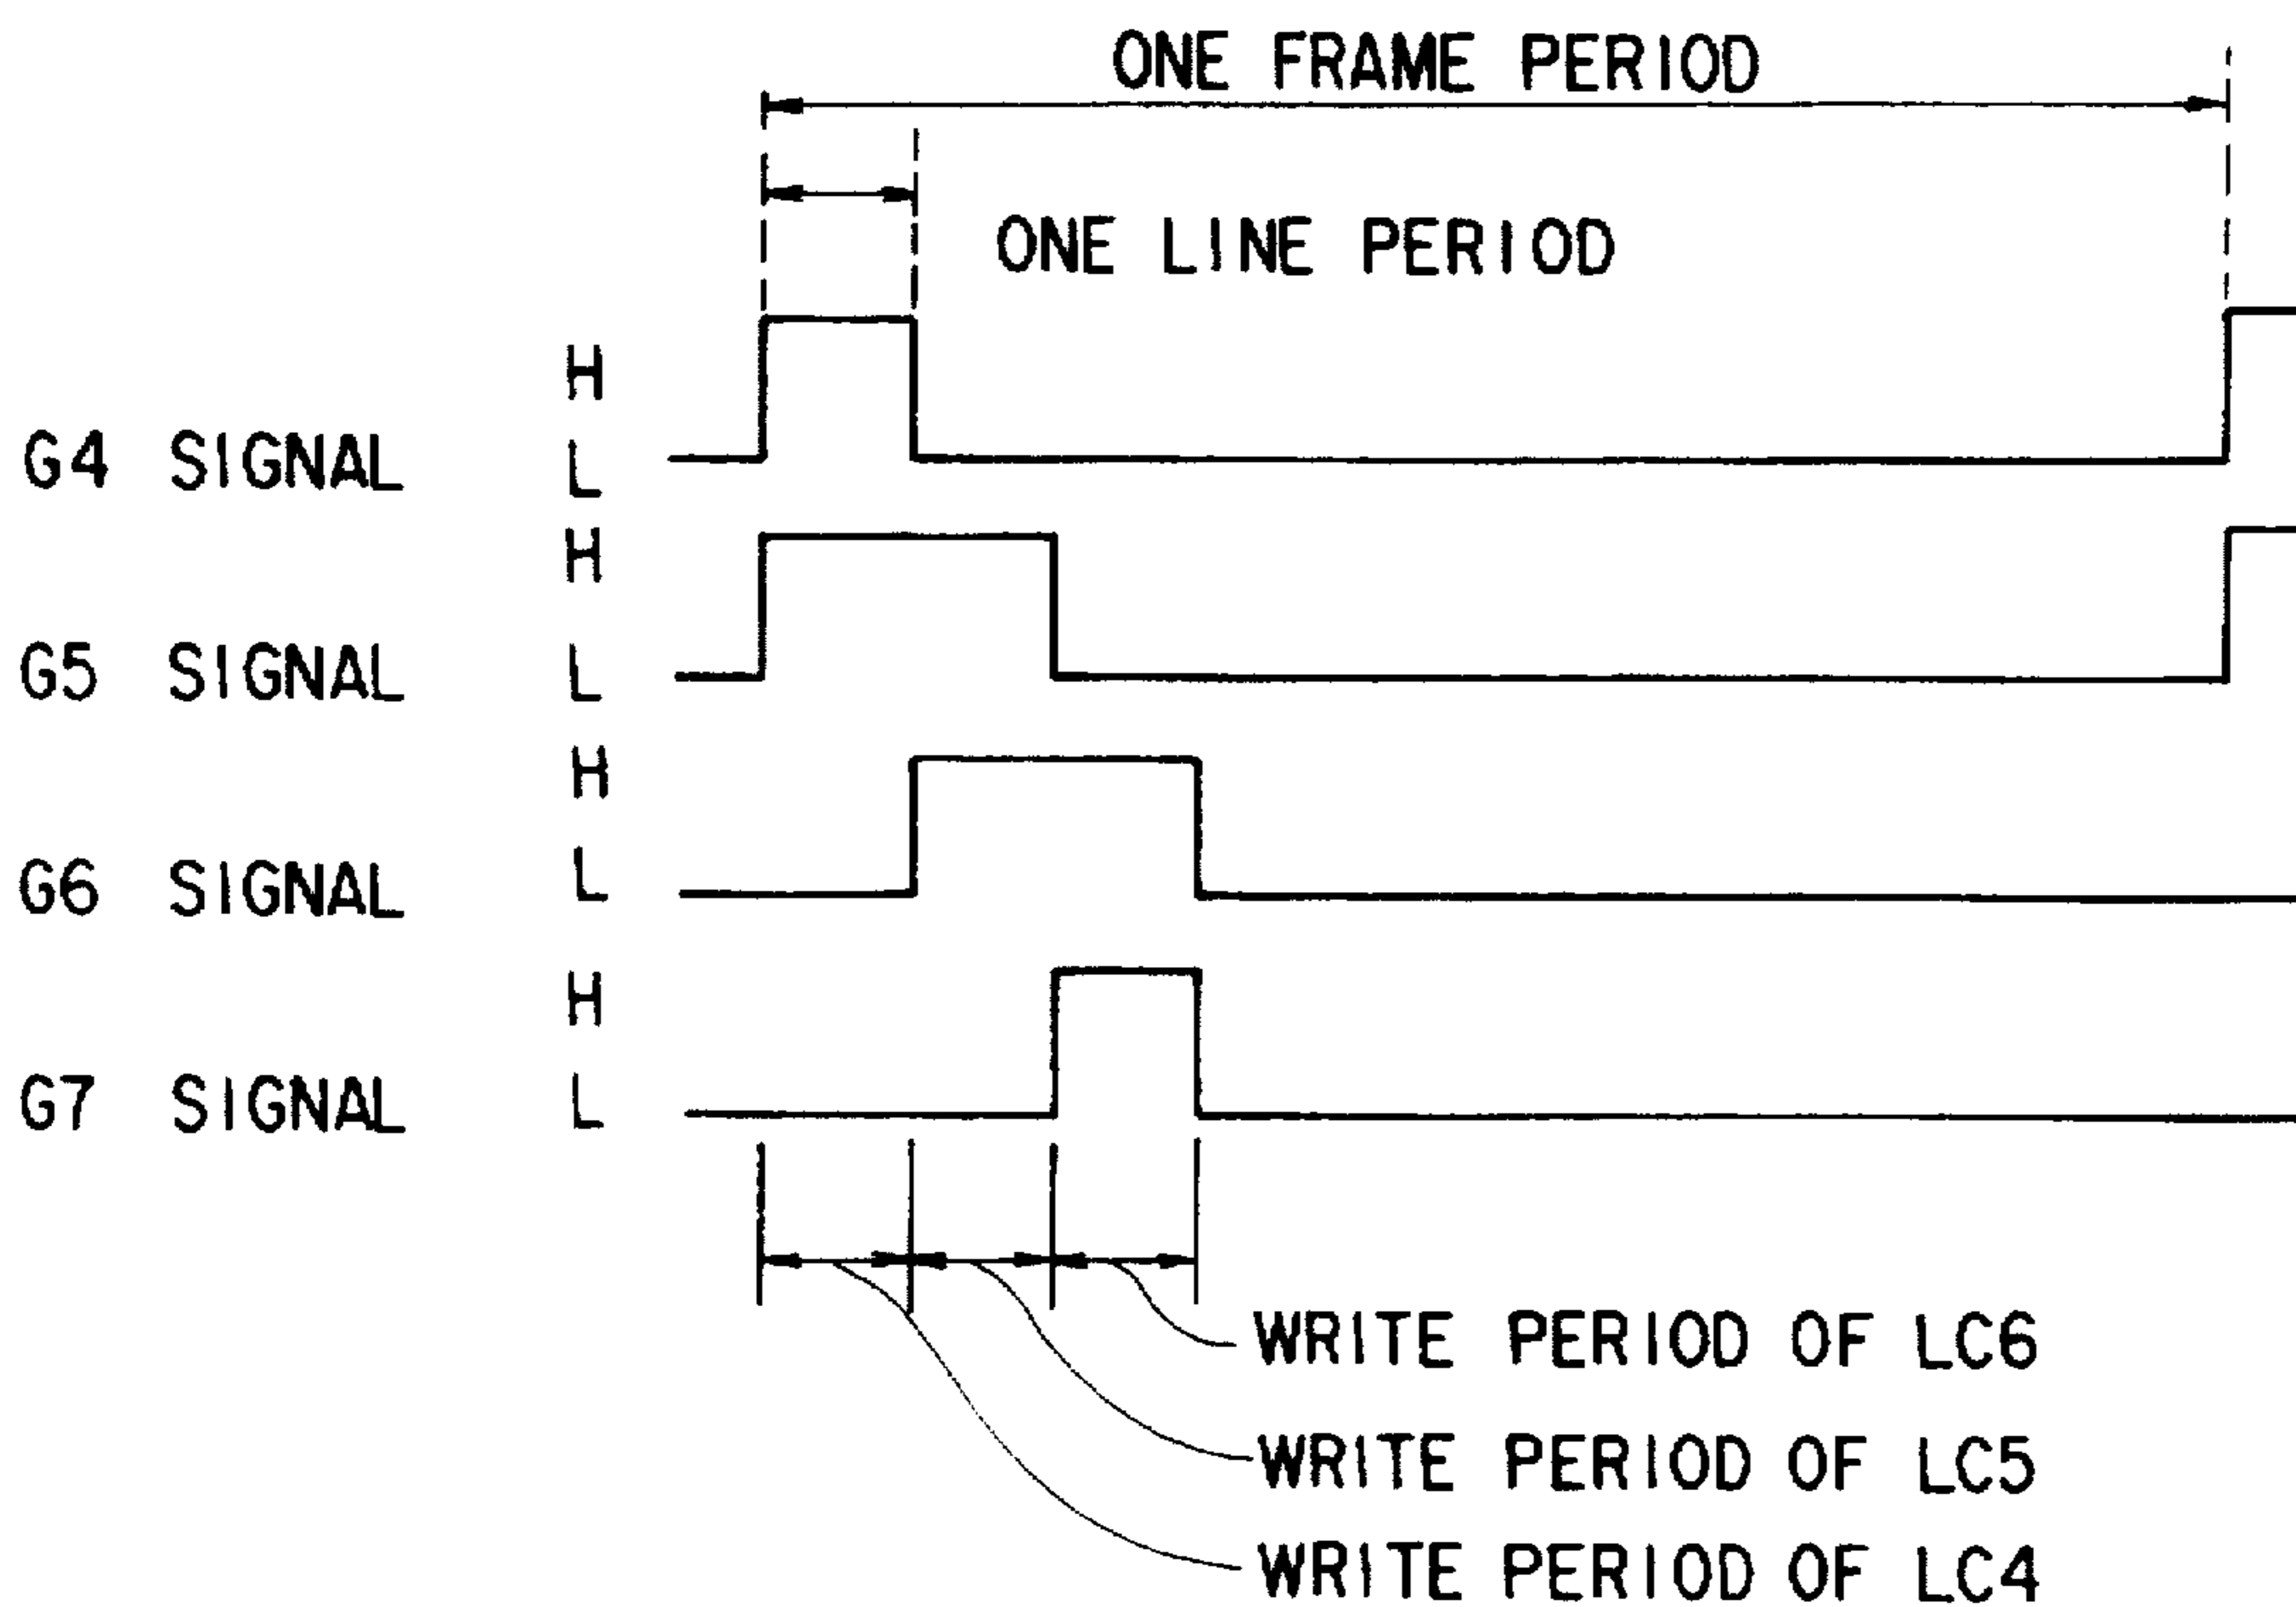 ONE FRAME PERIOD
ONE LINE PERIOD
H
G4 SIGNAL L
H
G5 SIGNAL L
H
G6 SIGNAL L
H
G7 SIGNAL L
WRITE PERIOD OF LC6
WRITE PERIOD OF LC5
WRITE PERIOD OF LC4